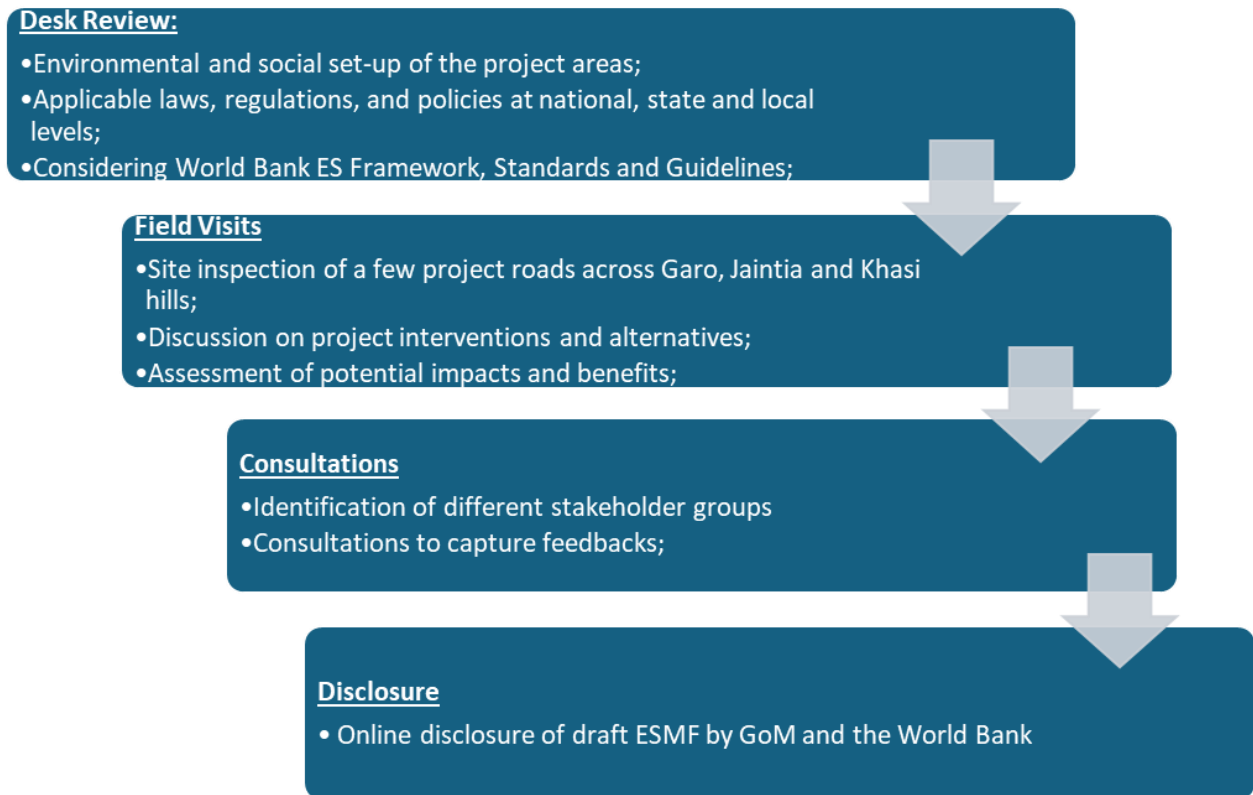 Desk Review:
•Environmental and social set-up of the project areas;
•Applicable laws, regulations, and policies at national, state and local
levels;
•Considering World Bank ES Framework, Standards and Guidelines;
Field Visits
•Site inspection of a few project roads across Garo, Jaintia and Khasi
hills;
•Discussion on project interventions and alternatives;
•Assessment of potential impacts and benefits;
Consultations
•Identification of different stakeholder groups
•Consultations to capture feedbacks;
Disclosure
• Online disclosure of draft ESMF by GoM and the World Bank